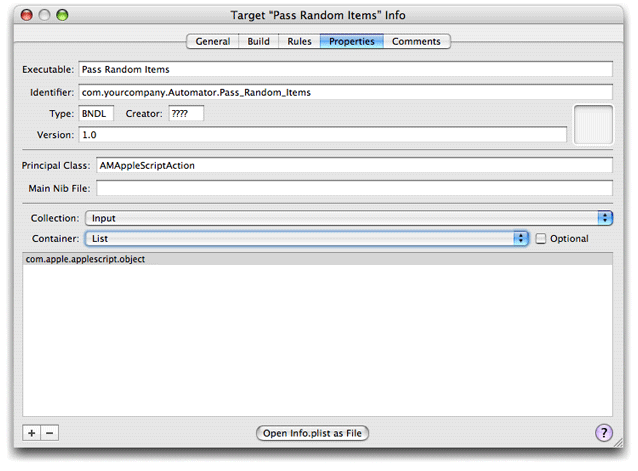 Target “Pass Random Items” Info
General Build Rules Properties Comments
Executable: Pass Random Items
Identifier: com.yourcompany.Automator.Pass_Random_Items
Type: BNDL Creator: ????
Version: 1.0
Principal Class: AMAppleScriptAction
Main Nib File:
Collection: Input
Container: List Optional
com.apple.applescript.object
+ − Open Info.plist as File ?